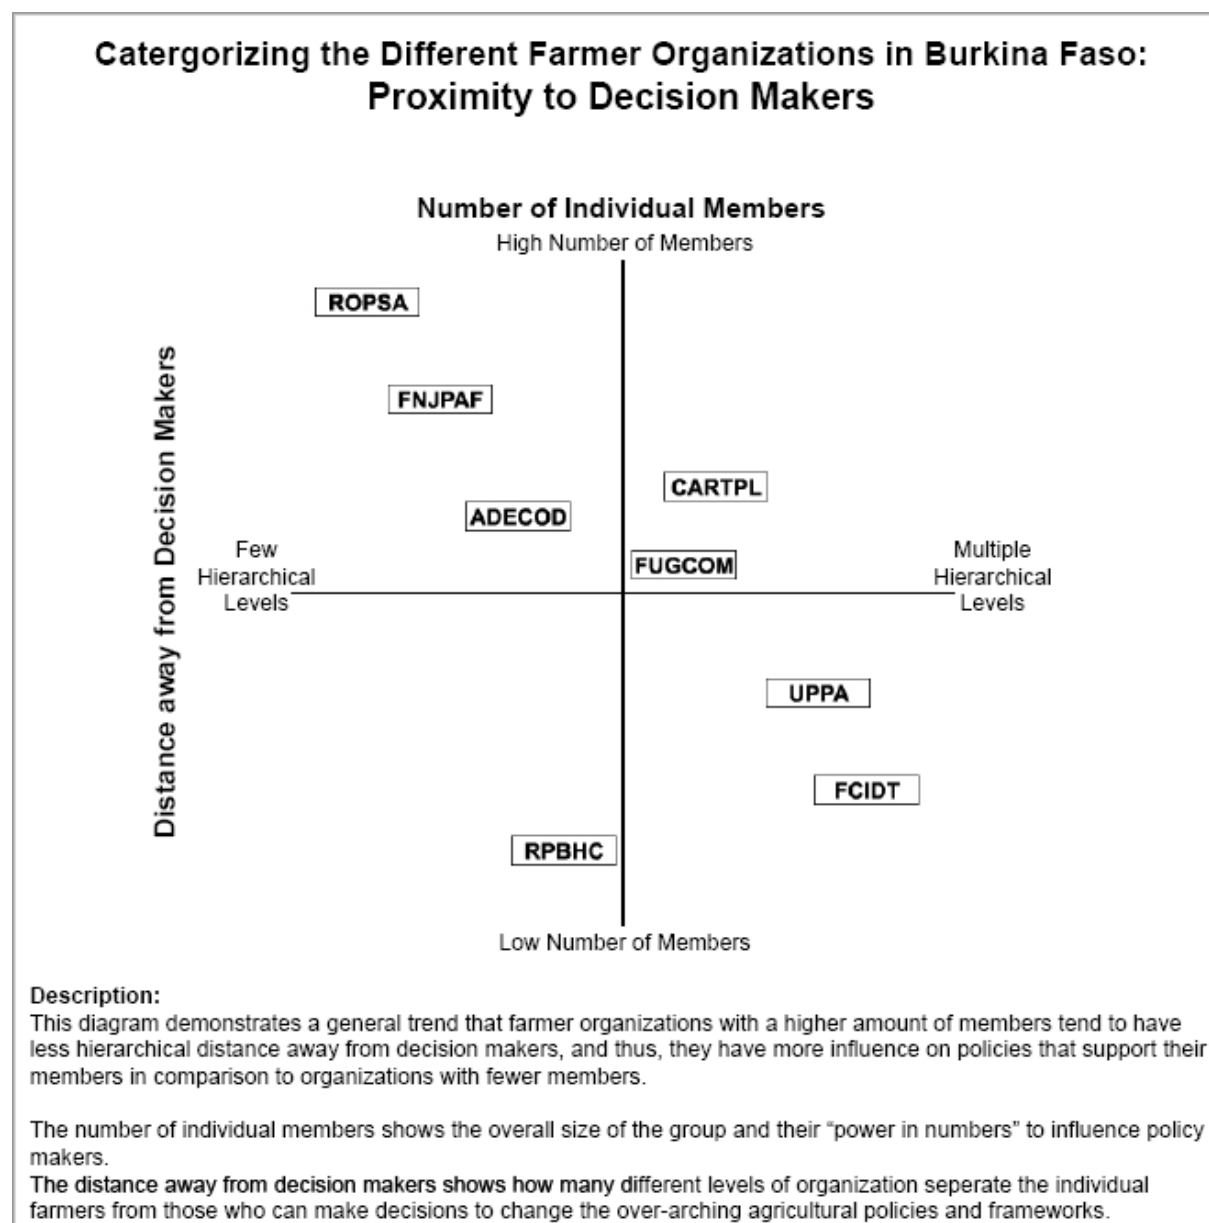 Catergorizing the Different Farmer Organizations in Burkina Faso:
Proximity to Decision Makers
Number of Individual Members
High Number of Members
ROPSA
Distance away from Decision Makers
FNJPAF
CARTPL
ADECOD
Few
Hierarchical
Levels
FUGCOM
Multiple
Hierarchical
Levels
UPPA
FCIDT
RPBHC
Low Number of Members
Description:
This diagram demonstrates a general trend that farmer organizations with a higher amount of members tend to have
less hierarchical distance away from decision makers, and thus, they have more influence on policies that support their
members in comparison to organizations with fewer members.
The number of individual members shows the overall size of the group and their “power in numbers” to influence policy
makers.
The distance away from decision makers shows how many different levels of organization seperate the individual
farmers from those who can make decisions to change the over-arching agricultural policies and frameworks.